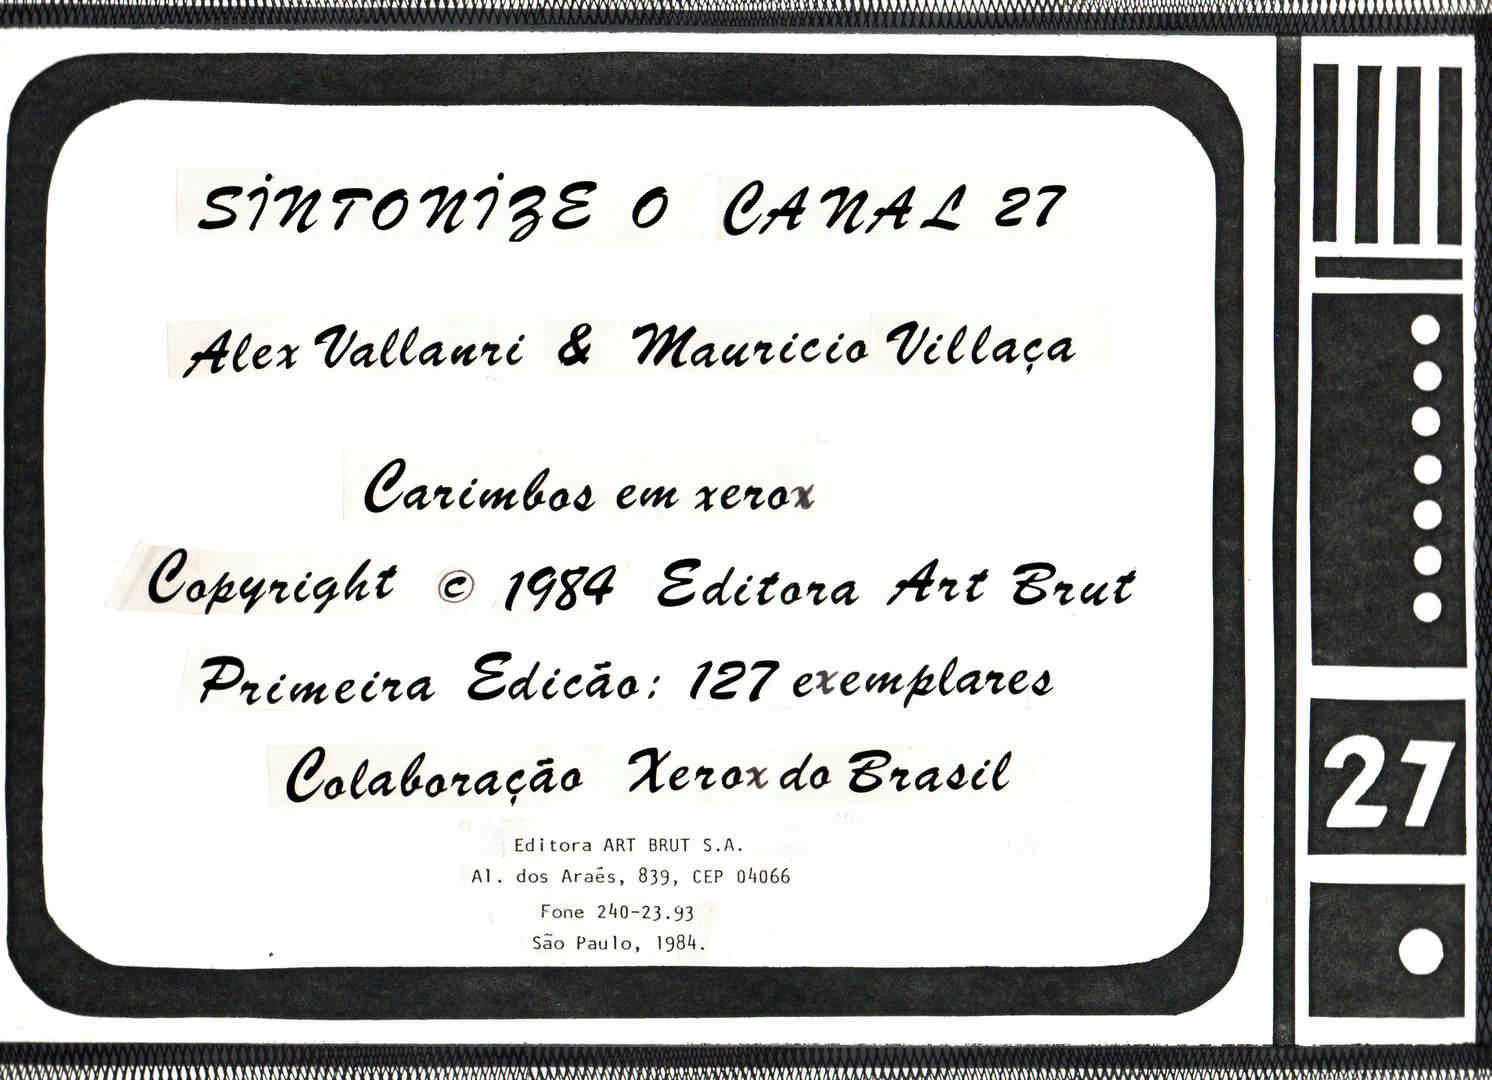 SINTONIZE O CANAL 27
Alex Vallauri & Mauricio Villaça
Carimbos em xerox
Copyright © 1984 Editora Art Brut
Primeira Edicão: 127 exemplares
Colaboração Xerox do Brasil
Editora ART BRUT S.A.
Al. dos Araẽs, 839, CEP 04066
Fone 240-23.93
São Paulo, 1984.
27